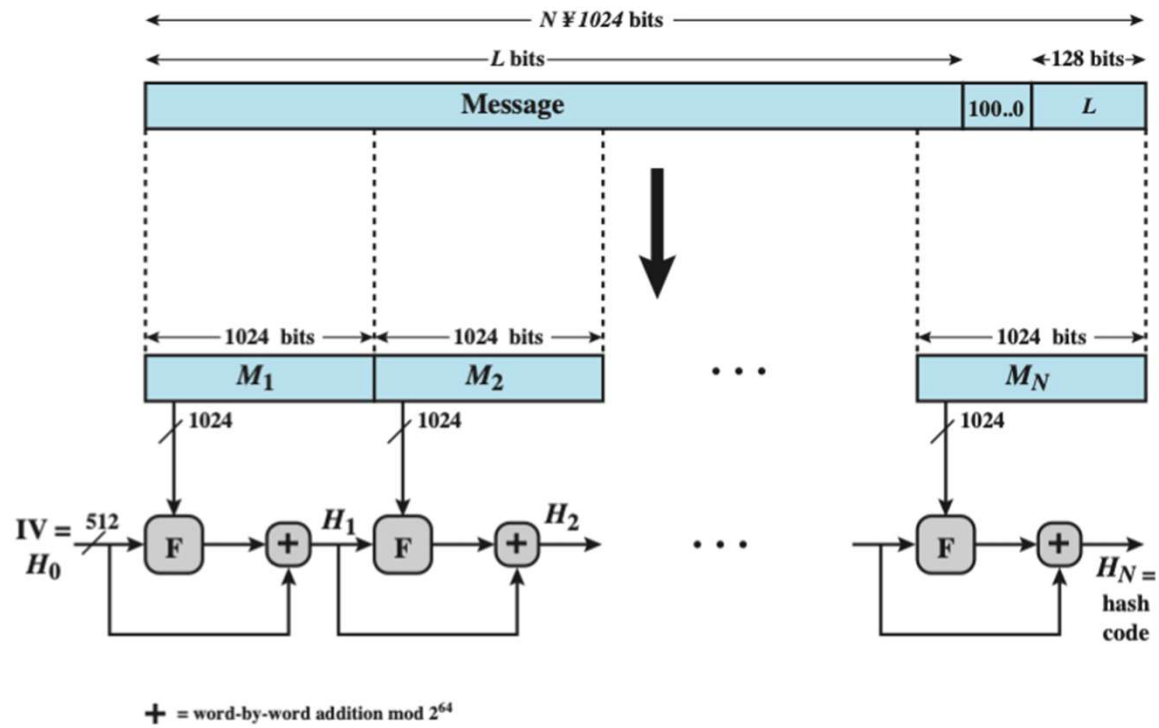 N ¥ 1024 bits
L bits 128 bits
Message 100..0 L
1024 bits 1024 bits 1024 bits
M1 M2 . . . MN
1024 1024 1024
IV = H0 512 F + H1 F + H2 . . . F + HN = hash code
+ = word-by-word addition mod 2^64